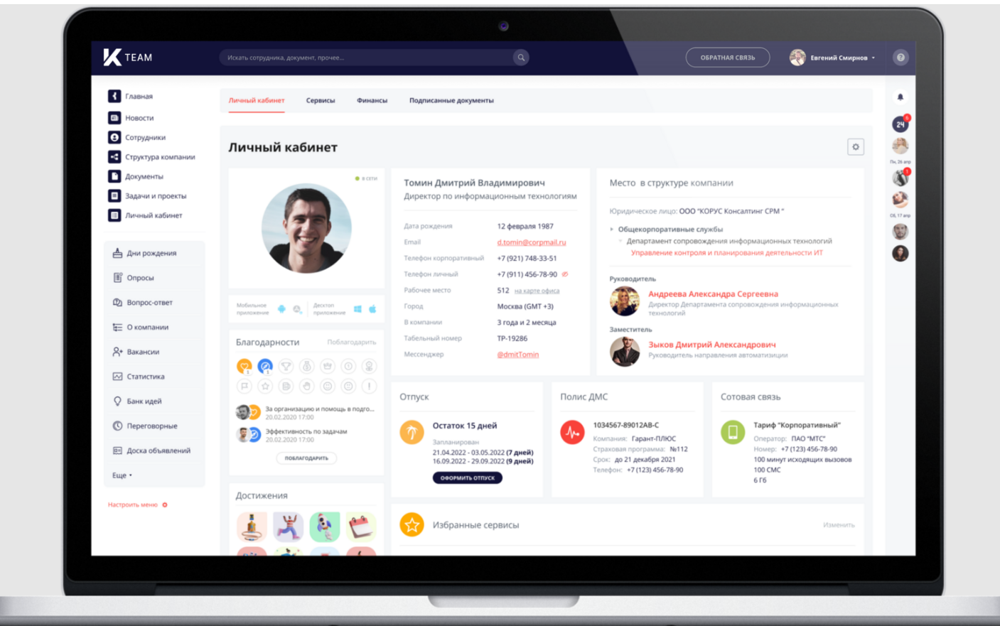 K TEAM
Искать сотрудника, документ, прочее...
ОБРАТНАЯ СВЯЗЬ
Евгений Смирнов
?
Главная
Новости
Сотрудники
Структура компании
Документы
Задачи и проекты
Личный кабинет
Дни рождения
Опросы
Вопрос-ответ
О компании
Вакансии
Статистика
Банк идей
Переговорные
Доска объявлений
Еще
Настроить меню
Личный кабинет Сервисы Финансы Подписанные документы
Личный кабинет
В СЕТИ
Мобильное приложение
Десктоп приложение
Благодарности Поблагодарить
1 1
За организацию и помощь в подго...
20.02.2020 17:00
Эффективность по задачам
20.02.2020 17:00
ПОБЛАГОДАРИТЬ
Достижения
Томин Дмитрий Владимирович
Директор по информационным технологиям
Дата рождения 12 февраля 1987
Email d.tomin@corpmail.ru
Телефон корпоративный +7 (921) 748-33-51
Телефон личный +7 (911) 456-78-90
Рабочее место 512 на карте офиса
Город Москва (GMT +3)
В компании 3 года и 2 месяца
Табельный номер ТР-19286
Мессенджер @dmitTomin
Место в структуре компании
Юридическое лицо: ООО "КОРУС Консалтинг СРМ "
Общекорпоративные службы
Департамент сопровождения информационных технологий
Управление контроля и планирования деятельности ИТ
Руководитель
Андреева Александра Сергеевна
Директор Департамента сопровождения информационных
технологий
Заместитель
Зыков Дмитрий Александрович
Руководитель направления автоматизиции
Отпуск
Остаток 15 дней
Запланирован
21.04.2022 - 03.05.2022 (7 дней)
16.09.2022 - 29.09.2022 (9 дней)
ОФОРМИТЬ ОТПУСК
Полис ДМС
1034567-89012АВ-С
Компания: Гарант-ПЛЮС
Страховая программа: №112
Срок: до 21 декабря 2021
Телефон: +7 (123) 456-78-90
Сотовая связь
Тариф "Корпоративный"
Оператор: ПАО "МТС"
Номер: +7 (123) 456-78-90
100 минут исходящих вызовов
100 СМС
6 Гб
Избранные сервисы Изменить
24
Пн, 26 апр
1
Сб, 17 апр